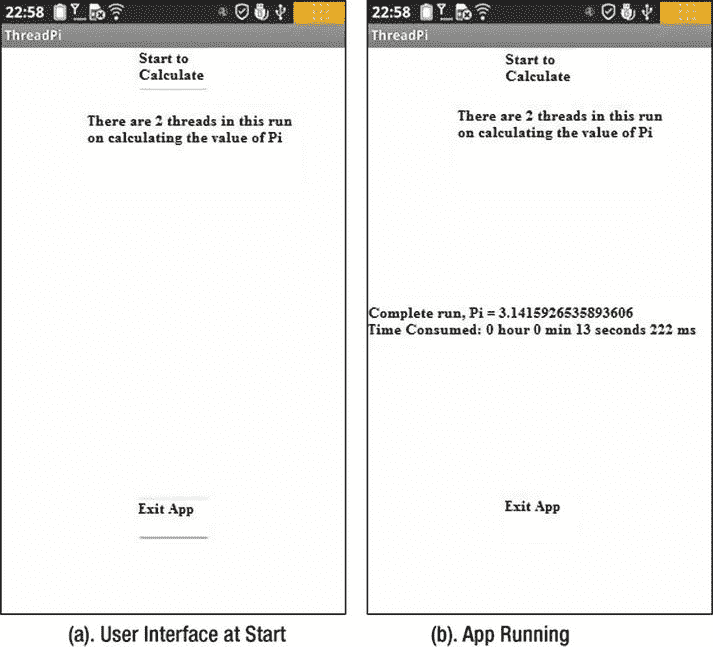 22:58
ThreadPi
Start to
Calculate
There are 2 threads in this run
on calculating the value of Pi
Exit App
(a). User Interface at Start
22:58
ThreadPi
Start to
Calculate
There are 2 threads in this run
on calculating the value of Pi
Complete run, Pi = 3.1415926535893606
Time Consumed: 0 hour 0 min 13 seconds 222 ms
Exit App
(b). App Running